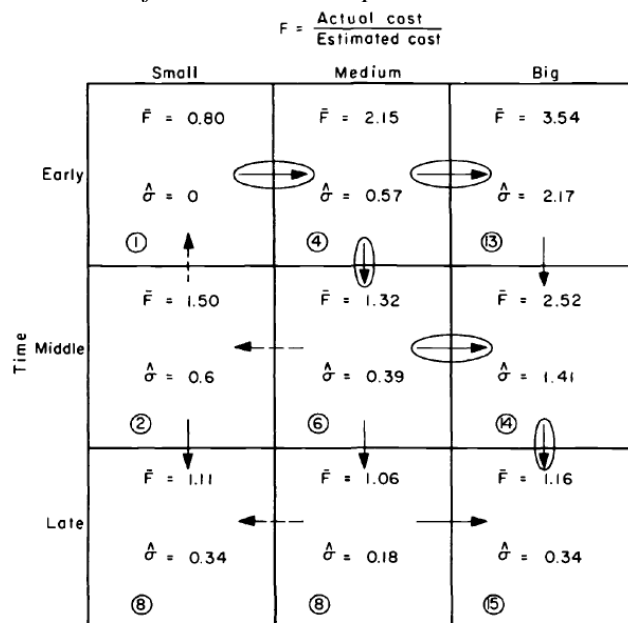 F = Actual cost / Estimated cost
Small Medium Big
Early
F̄ = 0.80 F̄ = 2.15 F̄ = 3.54
σ̂ = 0 σ̂ = 0.57 σ̂ = 2.17
① ④ ⑬
Time
Middle
F̄ = 1.50 F̄ = 1.32 F̄ = 2.52
σ̂ = 0.6 σ̂ = 0.39 σ̂ = 1.41
② ⑥ ⑭
Late
F̄ = 1.11 F̄ = 1.06 F̄ = 1.16
σ̂ = 0.34 σ̂ = 0.18 σ̂ = 0.34
⑧ ⑧ ⑮